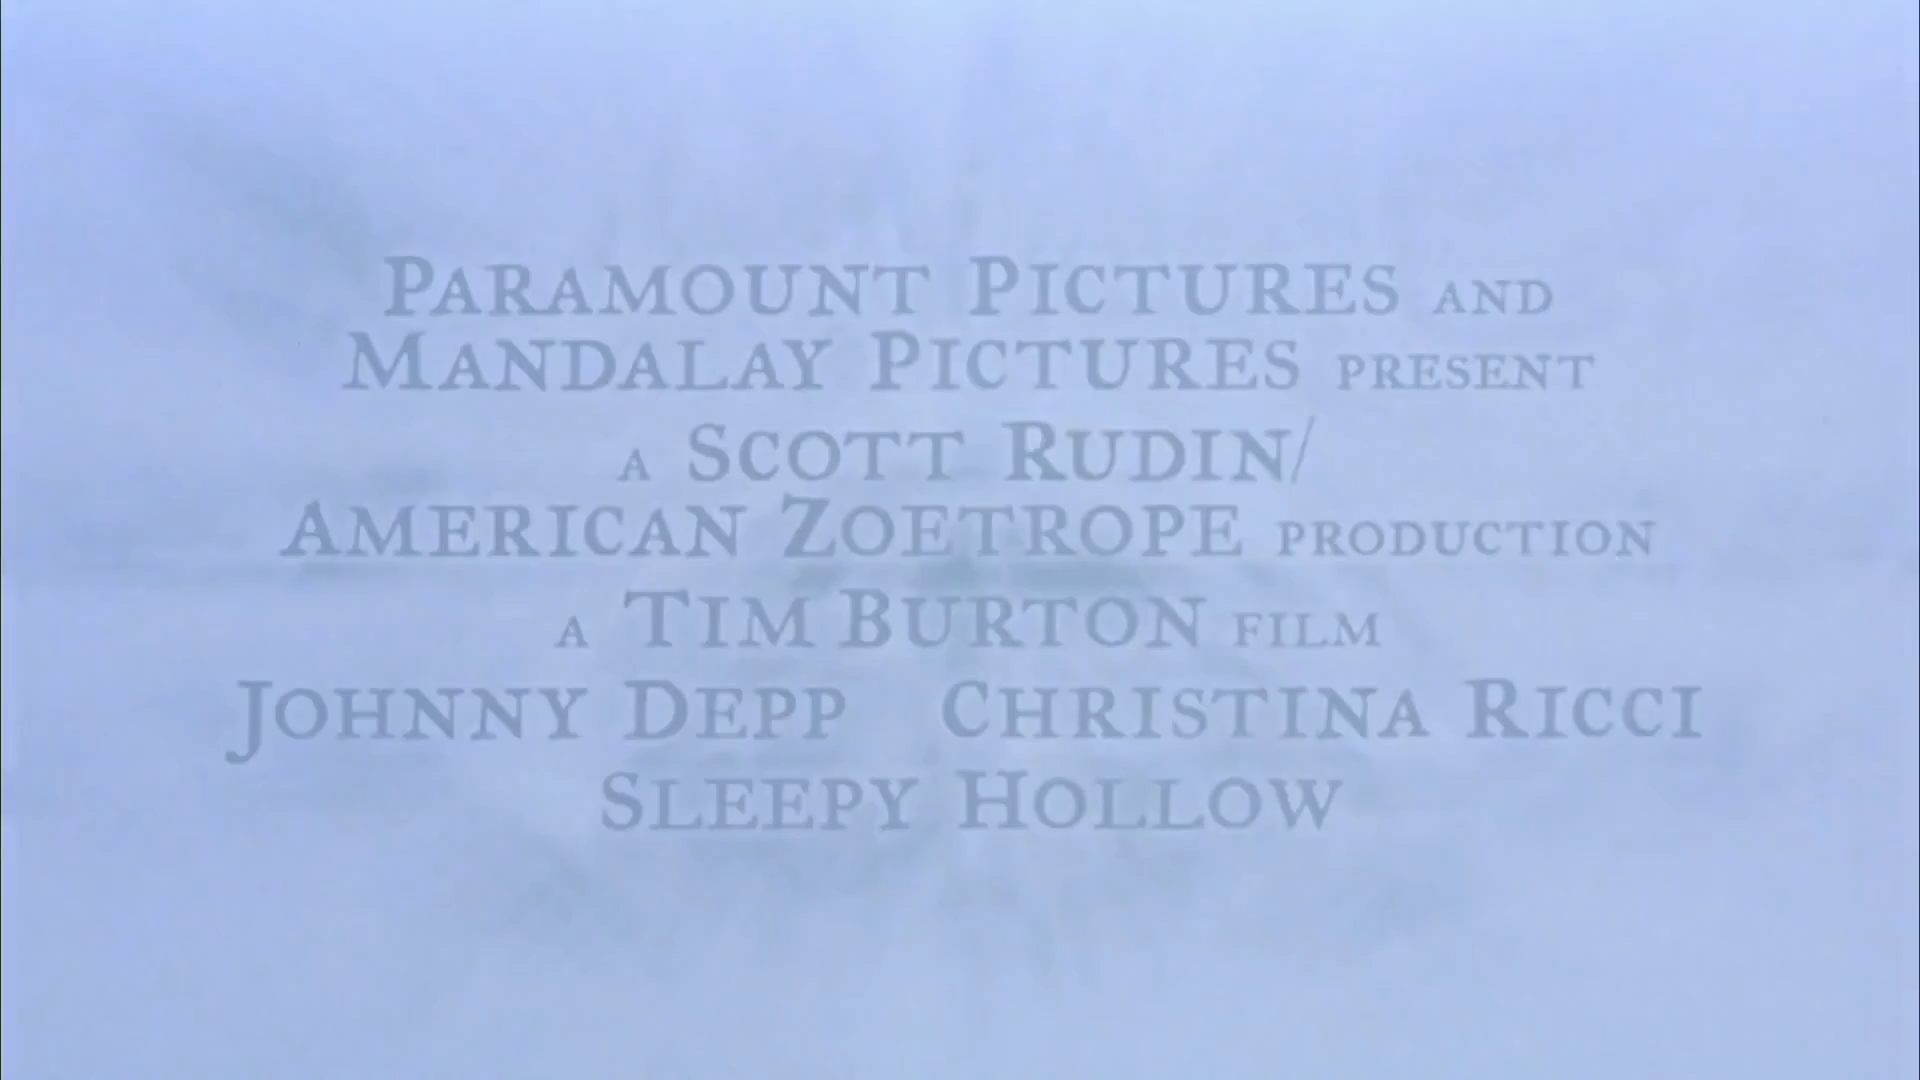 PARAMOUNT PICTURES AND
MANDALAY PICTURES PRESENT
A SCOTT RUDIN/
AMERICAN ZOETROPE PRODUCTION
A TIM BURTON FILM
JOHNNY DEPP CHRISTINA RICCI
SLEEPY HOLLOW